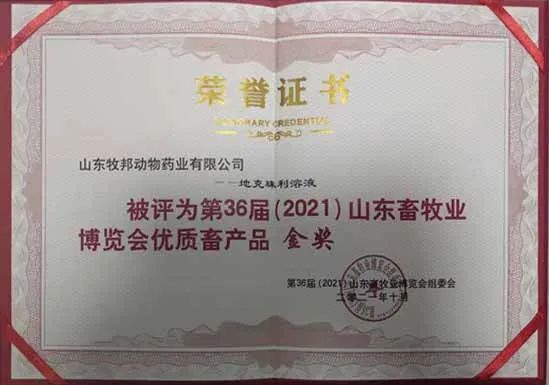 荣誉证书
HONORARY CREDENTIAL
山东牧邦动物药业有限公司
——地克珠利溶液
被评为第36届(2021)山东畜牧业
博览会优质畜产品 金奖
第36届(2021)山东畜牧业博览会组委会
二〇二一年十月